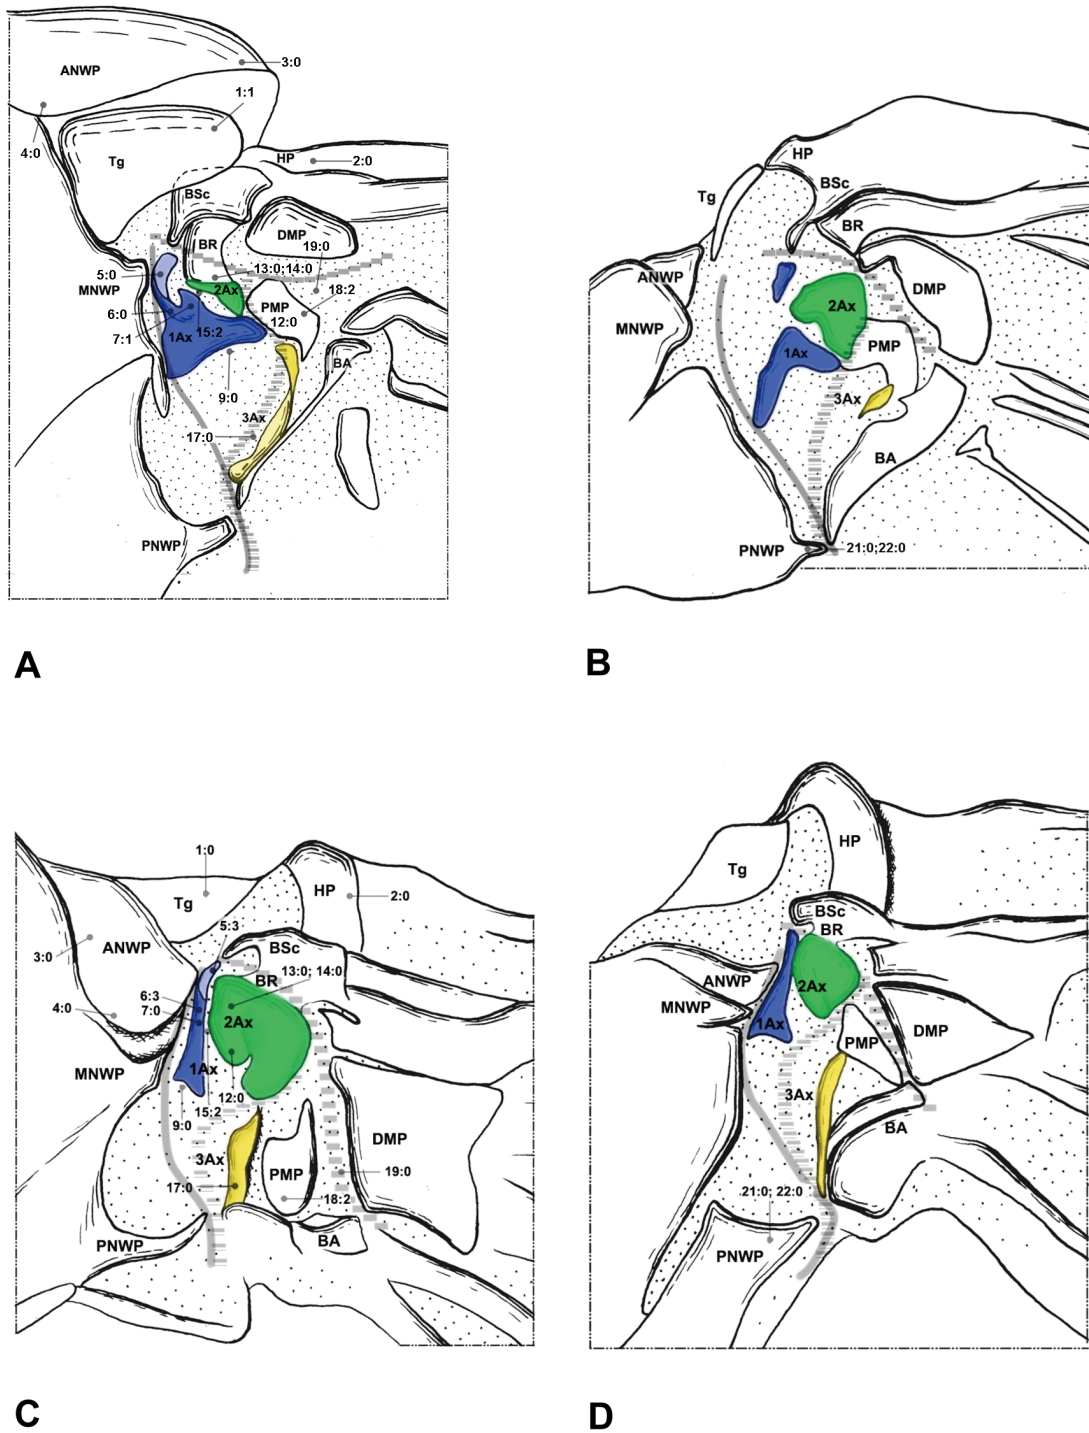 ANWP
3:0
1:1
4:0
Tg
HP
2:0
BSc
BR
DMP
19:0
5:0
13:0;14:0
MNWP
2Ax
18:2
PMP
6:0
12:0
7:1
1Ax
15:2
BA
9:0
3Ax
17:0
PNWP
A
HP
Tg
BSc
BR
ANWP
DMP
MNWP
2Ax
1Ax
PMP
3Ax
BA
PNWP
21:0;22:0
B
1:0
Tg
HP
2:0
5:3
3:0
ANWP
BSc
13:0; 14:0
BR
6:3
4:0
7:0
2Ax
MNWP
1Ax
12:0
15:2
9:0
DMP
3Ax
PMP
19:0
17:0
18:2
PNWP
BA
C
HP
Tg
BSc
BR
ANWP
2Ax
MNWP
1Ax
DMP
PMP
3Ax
BA
21:0; 22:0
PNWP
D